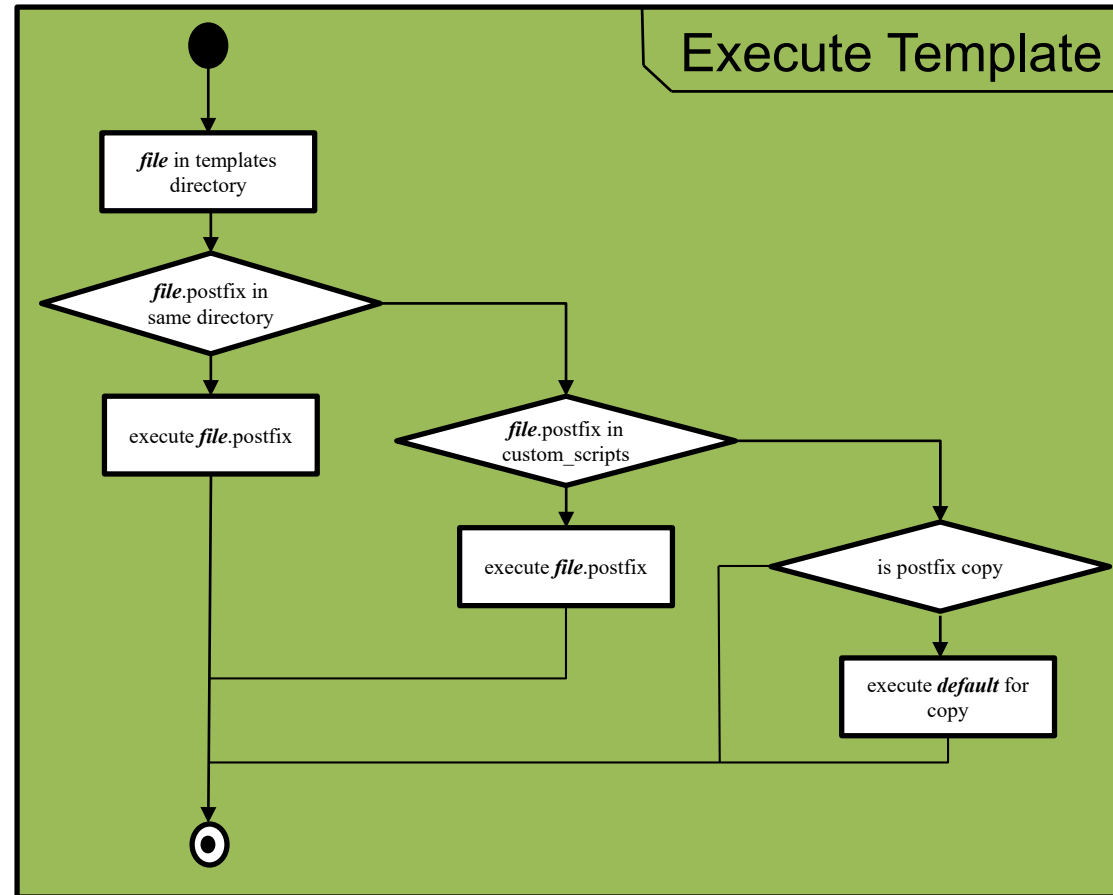 Execute Template
file in templates
directory
file.postfix in
same directory
execute file.postfix
file.postfix in
custom_scripts
execute file.postfix
is postfix copy
execute default for
copy